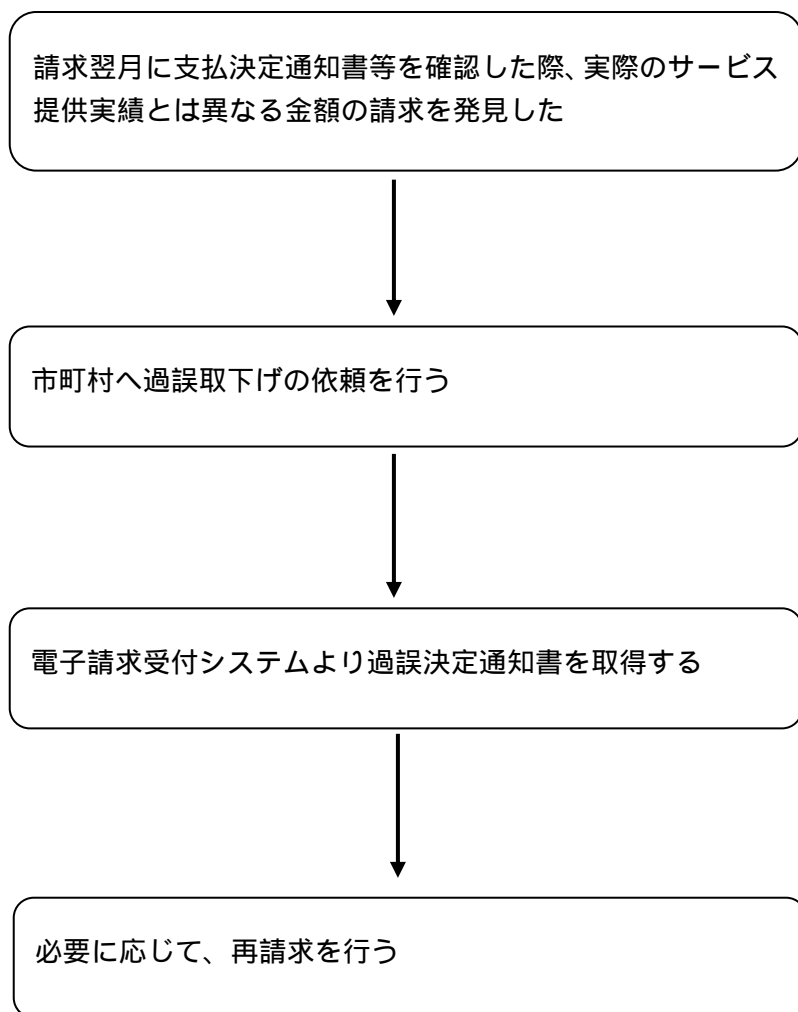 請求翌月に支払決定通知書等を確認した際、実際のサービス
提供実績とは異なる金額の請求を発見した
市町村へ過誤取下げの依頼を行う
電子請求受付システムより過誤決定通知書を取得する
必要に応じて、再請求を行う